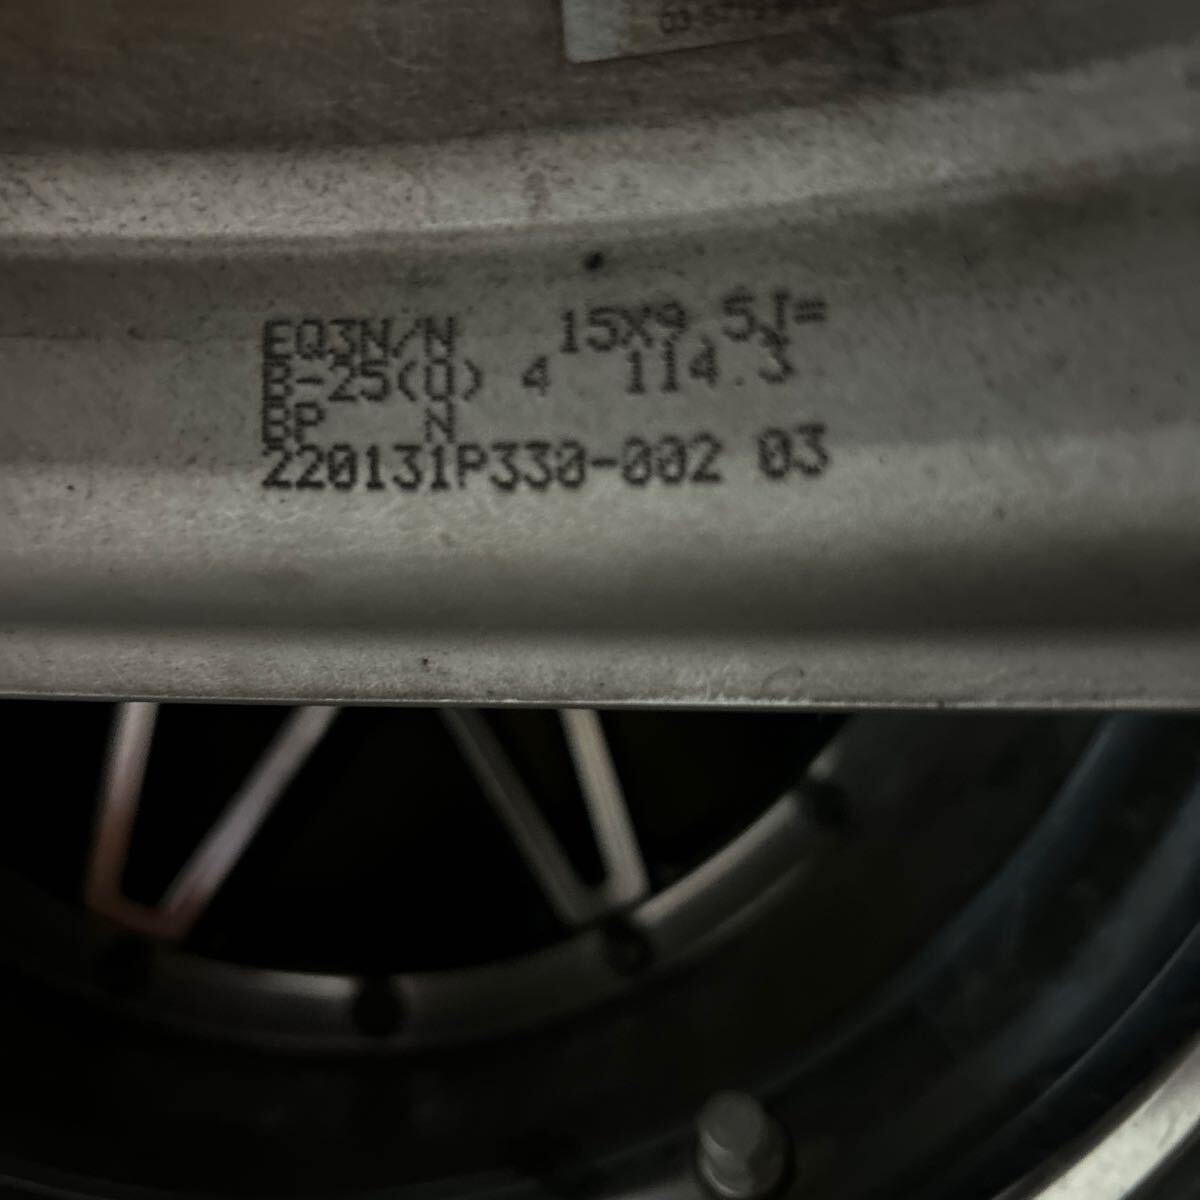 EQ3N/N 15X9.5J=
B-25(Q) 4 114.3
BP N
220131P330-002 03